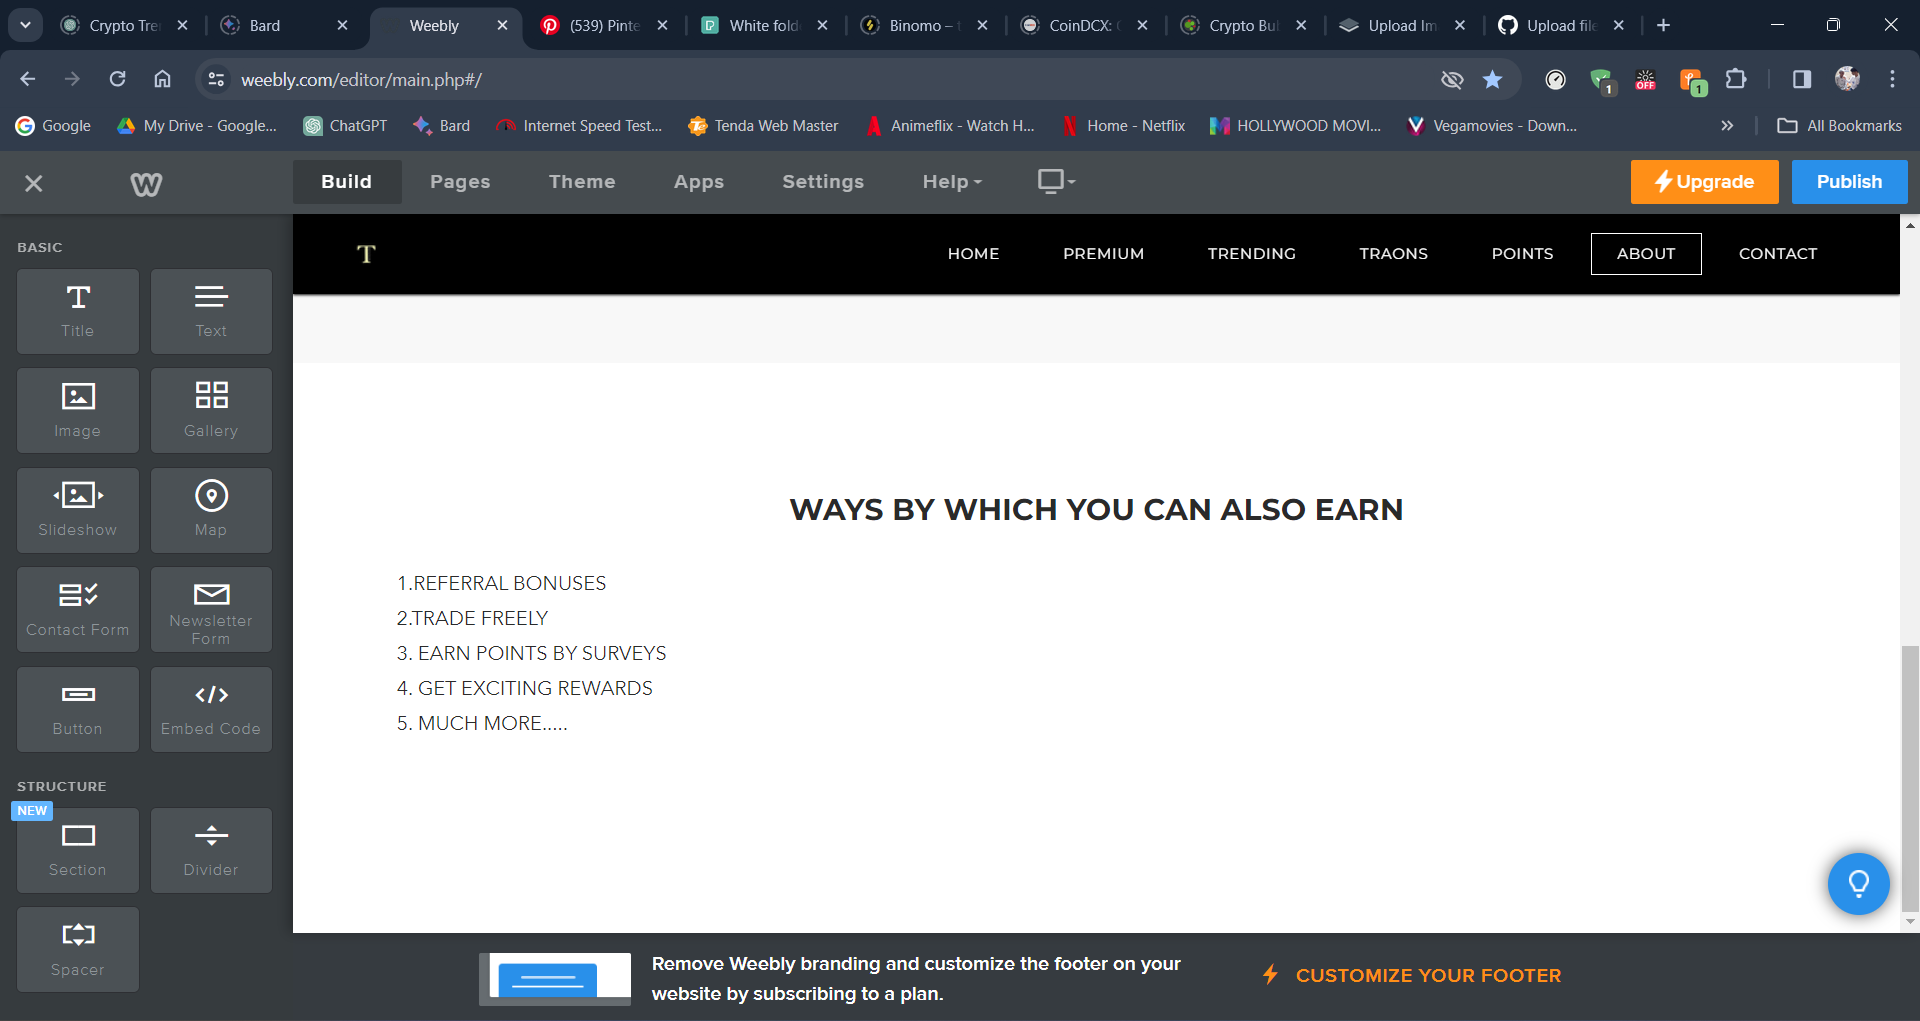 Crypto Tre
Bard
Weebly
(539) Pinte
White fold
Binomo –
CoinDCX:
Crypto Bul
Upload Im
Upload file
weebly.com/editor/main.php#/
1
OFF
1
Google
My Drive - Google...
ChatGPT
Bard
Internet Speed Test...
Tenda Web Master
Animeflix - Watch H...
Home - Netflix
HOLLYWOOD MOVI...
Vegamovies - Down...
»
All Bookmarks
Build
Pages
Theme
Apps
Settings
Help
Upgrade
Publish
T
HOME
PREMIUM
TRENDING
TRAONS
POINTS
ABOUT
CONTACT
BASIC
Title
Text
Image
Gallery
Slideshow
Map
Contact Form
Newsletter
Form
Button
Embed Code
STRUCTURE
NEW
Section
Divider
Spacer
WAYS BY WHICH YOU CAN ALSO EARN
1.REFERRAL BONUSES
2.TRADE FREELY
3. EARN POINTS BY SURVEYS
4. GET EXCITING REWARDS
5. MUCH MORE.....
Remove Weebly branding and customize the footer on your
website by subscribing to a plan.
CUSTOMIZE YOUR FOOTER